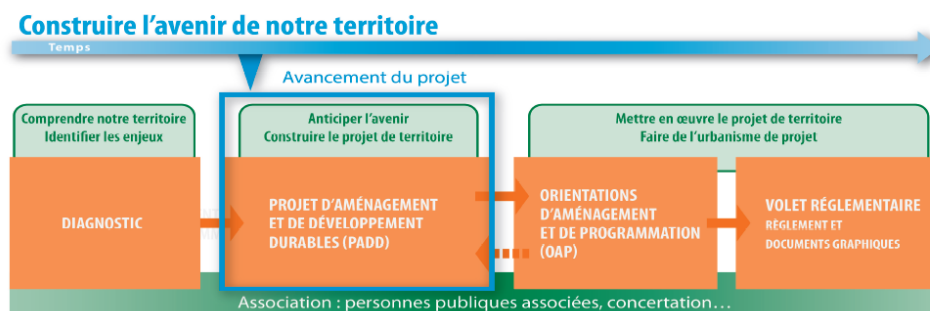 Construire l'avenir de notre territoire
Temps
Avancement du projet
Comprendre notre territoire
Identifier les enjeux
Anticiper l'avenir
Construire le projet de territoire
Mettre en œuvre le projet de territoire
Faire de l'urbanisme de projet
DIAGNOSTIC
PROJET D'AMÉNAGEMENT
ET DE DÉVELOPPEMENT
DURABLES (PADD)
ORIENTATIONS
D'AMÉNAGEMENT
ET DE PROGRAMMATION
(OAP)
VOLET RÉGLEMENTAIRE
RÈGLEMENT ET
DOCUMENTS GRAPHIQUES
Association : personnes publiques associées, concertation…